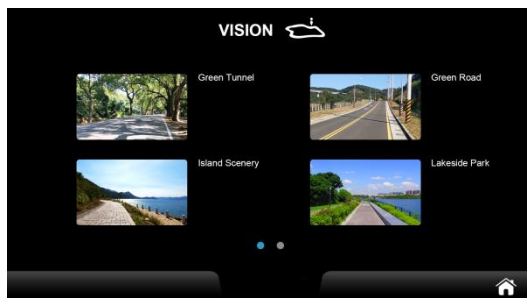 VISION
Green Tunnel
Green Road
Island Scenery
Lakeside Park